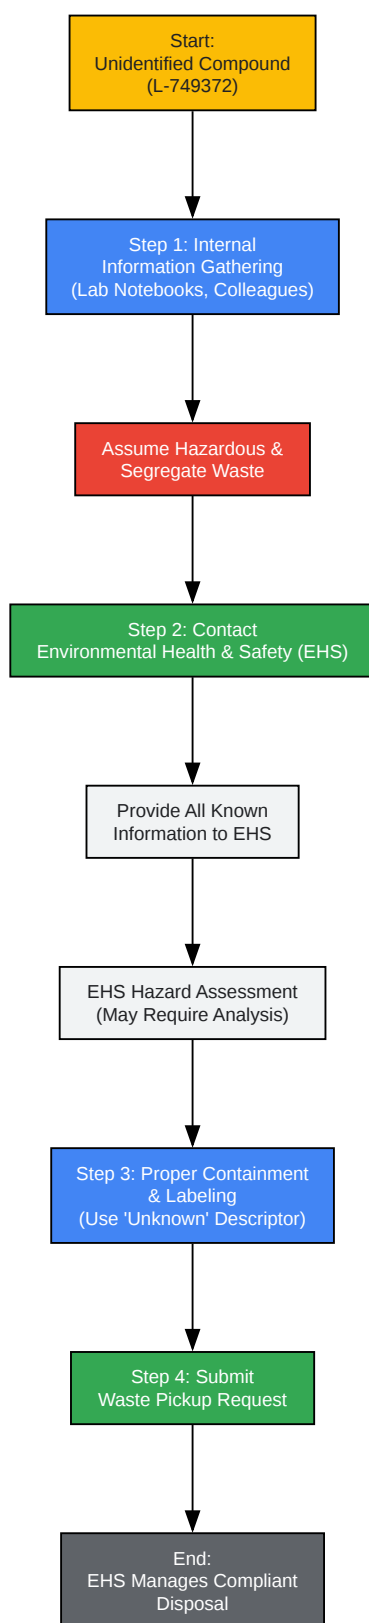 Start:
Unidentified Compound
(L-749372)
Step 1: Internal
Information Gathering
(Lab Notebooks, Colleagues)
Assume Hazardous &
Segregate Waste
Step 2: Contact
Environmental Health & Safety (EHS)
Provide All Known
Information to EHS
EHS Hazard Assessment
(May Require Analysis)
Step 3: Proper Containment
& Labeling
(Use 'Unknown' Descriptor)
Step 4: Submit
Waste Pickup Request
End:
EHS Manages Compliant
Disposal